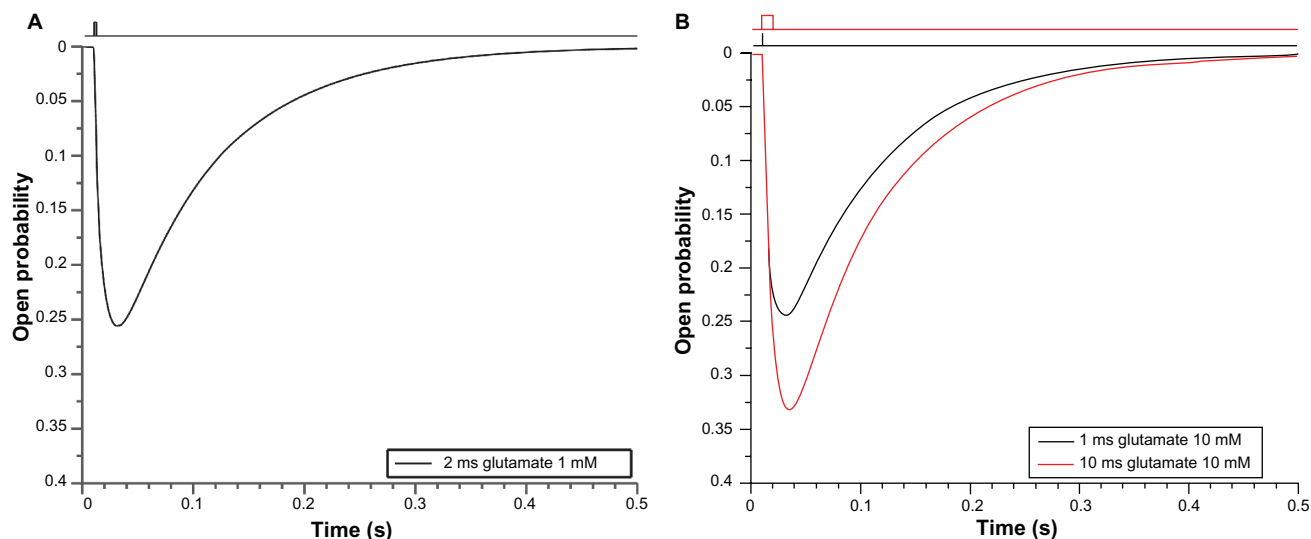 A
0
0.05
0.1
0.15
0.2
0.25
0.3
0.35
0.4
Open probability
2 ms glutamate 1 mM
0 0.1 0.2 0.3 0.4 0.5
Time (s)
B
0
0.05
0.1
0.15
0.2
0.25
0.3
0.35
0.4
Open probability
1 ms glutamate 10 mM
10 ms glutamate 10 mM
0 0.1 0.2 0.3 0.4 0.5
Time (s)